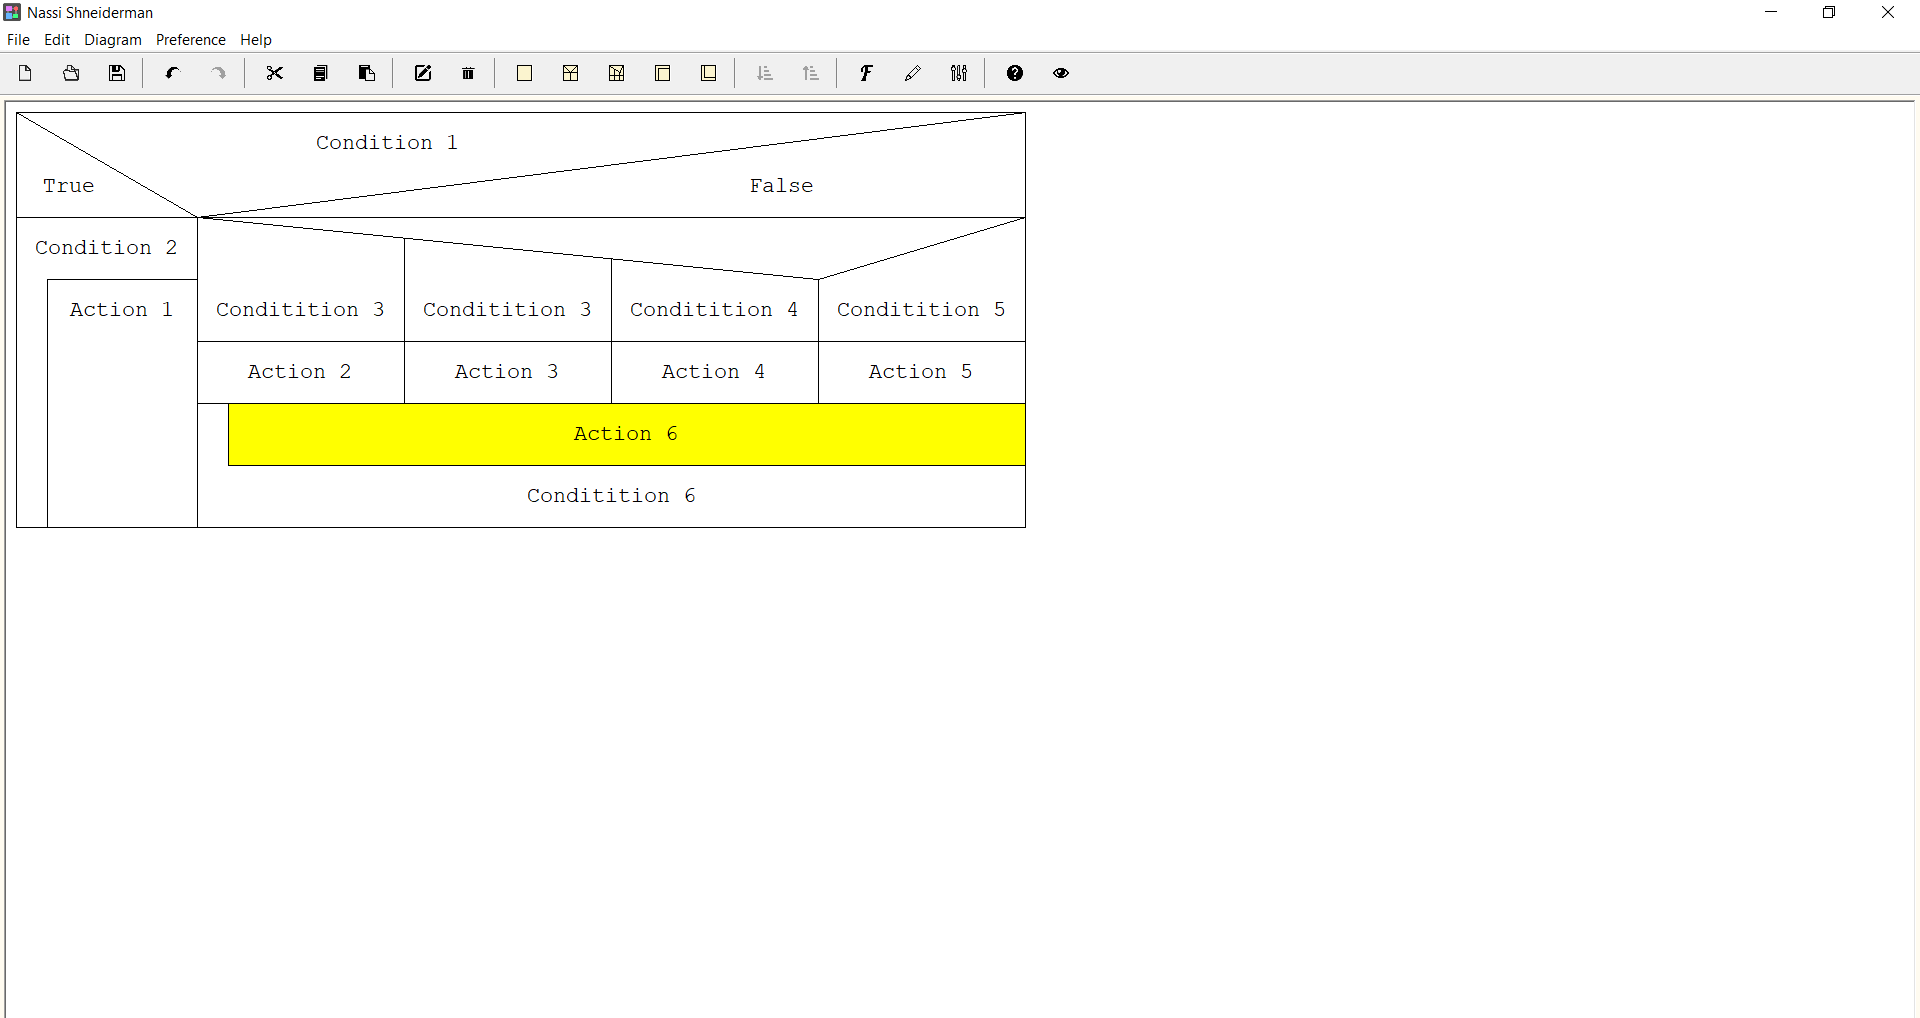 Nassi Shneiderman
File Edit Diagram Preference Help
Condition 1
True False
Condition 2
Action 1 Conditition 3 Conditition 3 Conditition 4 Conditition 5
Action 2 Action 3 Action 4 Action 5
Action 6
Conditition 6